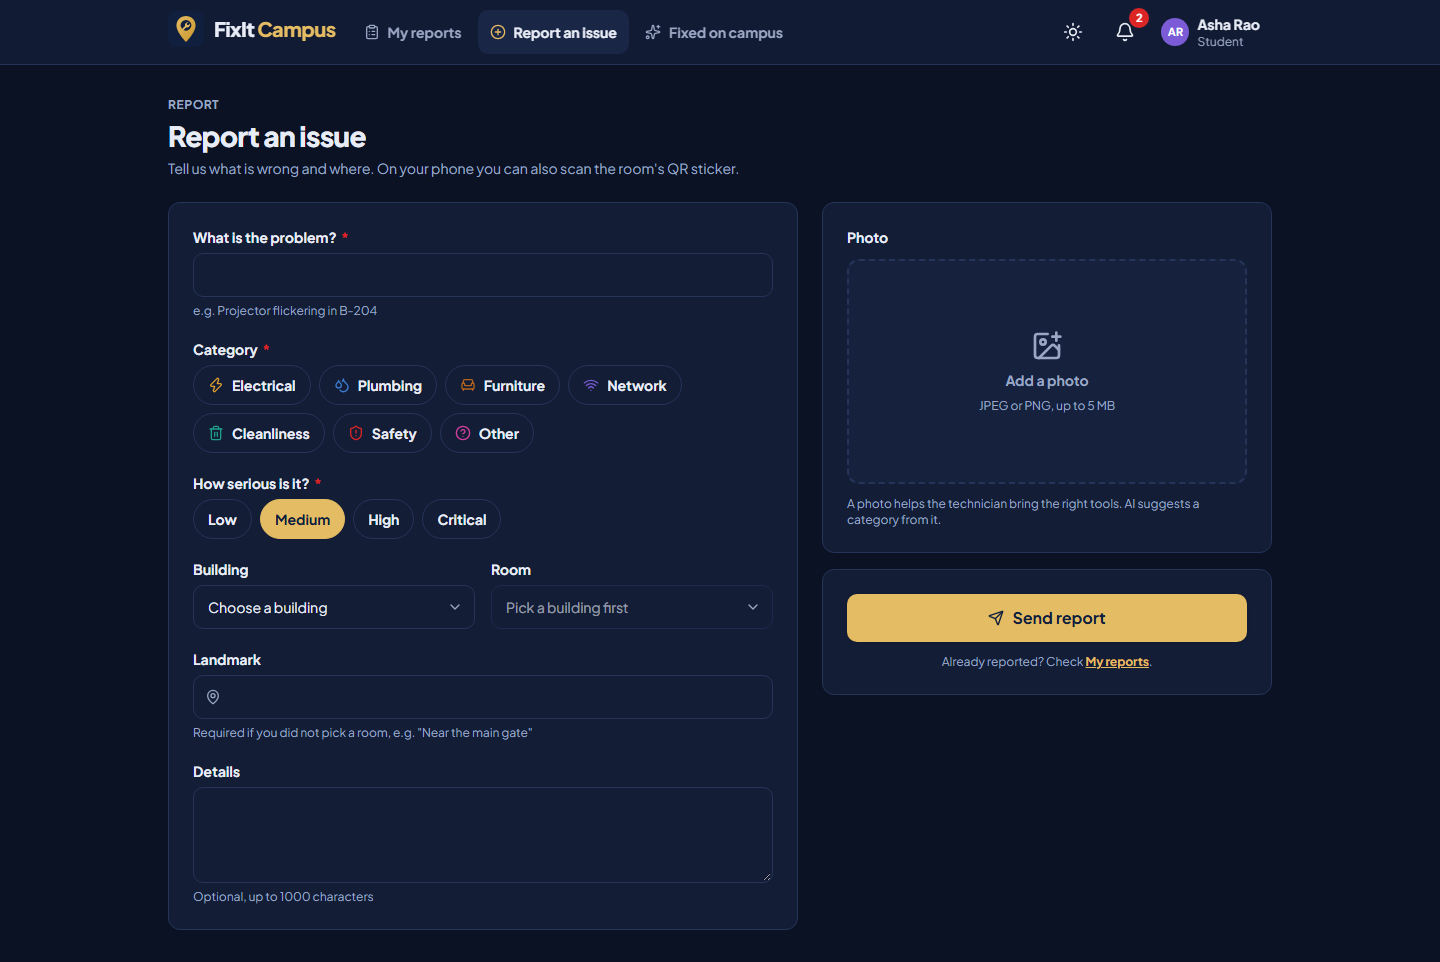 FixIt Campus
My reports
Report an issue
Fixed on campus
2
AR
Asha Rao
Student
REPORT
Report an issue
Tell us what is wrong and where. On your phone you can also scan the room's QR sticker.
What is the problem? *
e.g. Projector flickering in B-204
Category *
Electrical
Plumbing
Furniture
Network
Cleanliness
Safety
Other
How serious is it? *
Low
Medium
High
Critical
Building
Choose a building
Room
Pick a building first
Landmark
Required if you did not pick a room, e.g. "Near the main gate"
Details
Optional, up to 1000 characters
Photo
Add a photo
JPEG or PNG, up to 5 MB
A photo helps the technician bring the right tools. AI suggests a
category from it.
Send report
Already reported? Check My reports.